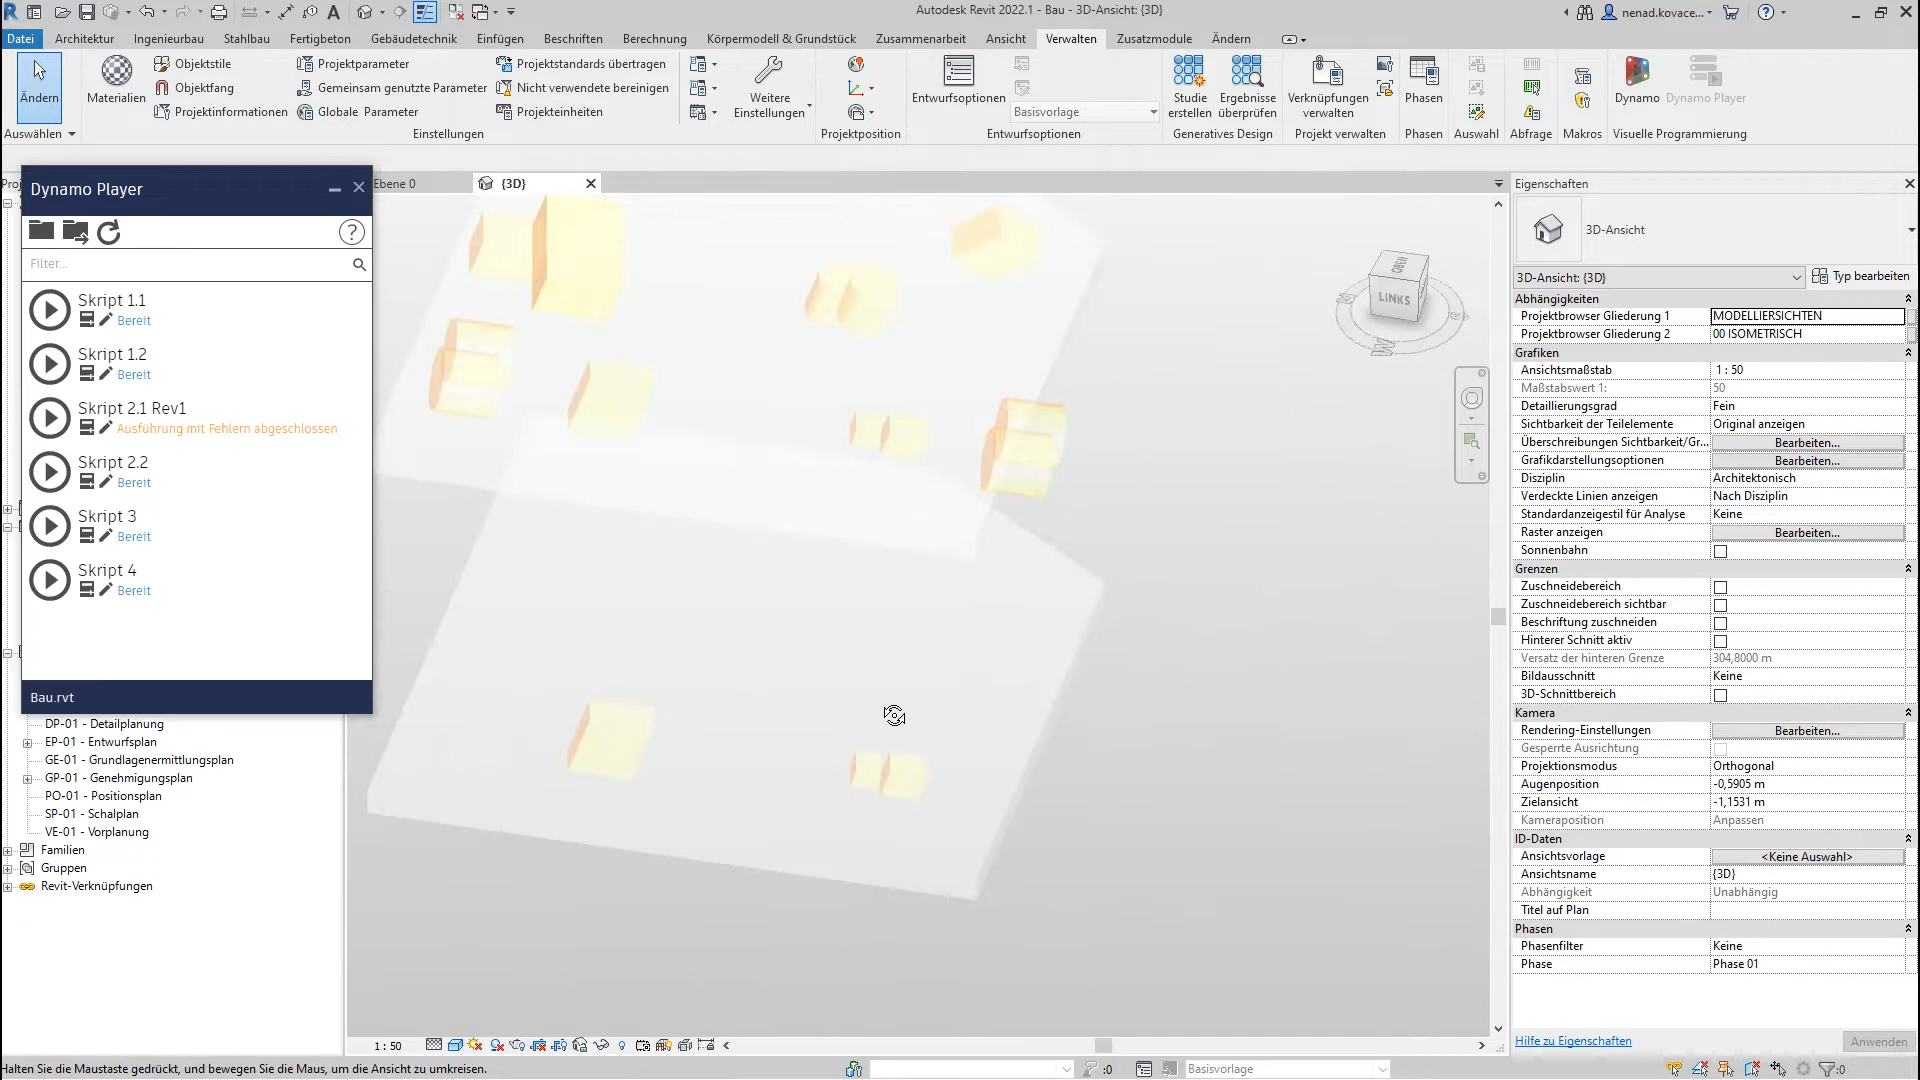 Autodesk Revit 2022.1 - Bau - 3D-Ansicht: {3D}
nenad.kovace...
Datei Architektur Ingenieurbau Stahlbau Fertigbeton Gebäudetechnik Einfügen Beschriften Berechnung Körpermodell & Grundstück Zusammenarbeit Ansicht Verwalten Zusatzmodule Ändern
Ändern
Auswählen
Materialien
Objektstile
Objektfang
Projektinformationen
Projektparameter
Gemeinsam genutzte Parameter
Globale Parameter
Projektstandards übertragen
Nicht verwendete bereinigen
Projekteinheiten
Einstellungen
Weitere
Einstellungen
Projektposition
Entwurfsoptionen
Basisvorlage
Entwurfsoptionen
Studie
erstellen
Ergebnisse
überprüfen
Generatives Design
Verknüpfungen
verwalten
Projekt verwalten
Phasen
Phasen
Auswahl
Abfrage
Makros
Dynamo
Dynamo Player
Visuelle Programmierung
Proj
Ebene 0
{3D}
Dynamo Player
Filter...
Skript 1.1
Bereit
Skript 1.2
Bereit
Skript 2.1 Rev1
Ausführung mit Fehlern abgeschlossen
Skript 2.2
Bereit
Skript 3
Bereit
Skript 4
Bereit
Bau.rvt
DP-01 - Detailplanung
EP-01 - Entwurfsplan
GE-01 - Grundlagenermittlungsplan
GP-01 - Genehmigungsplan
PO-01 - Positionsplan
SP-01 - Schalplan
VE-01 - Vorplanung
Familien
Gruppen
Revit-Verknüpfungen
OBEN
LINKS
W
Eigenschaften
3D-Ansicht
3D-Ansicht: {3D}
Typ bearbeiten
Abhängigkeiten
Projektbrowser Gliederung 1 MODELLIERSICHTEN
Projektbrowser Gliederung 2 00 ISOMETRISCH
Grafiken
Ansichtsmaßstab 1 : 50
Maßstabswert 1: 50
Detaillierungsgrad Fein
Sichtbarkeit der Teilelemente Original anzeigen
Überschreibungen Sichtbarkeit/Gr... Bearbeiten...
Grafikdarstellungsoptionen Bearbeiten...
Disziplin Architektonisch
Verdeckte Linien anzeigen Nach Disziplin
Standardanzeigestil für Analyse Keine
Raster anzeigen Bearbeiten...
Sonnenbahn
Grenzen
Zuschneidebereich
Zuschneidebereich sichtbar
Beschriftung zuschneiden
Hinterer Schnitt aktiv
Versatz der hinteren Grenze 304,8000 m
Bildausschnitt Keine
3D-Schnittbereich
Kamera
Rendering-Einstellungen Bearbeiten...
Gesperrte Ausrichtung
Projektionsmodus Orthogonal
Augenposition -0,5905 m
Zielansicht -1,1531 m
Kameraposition Anpassen
ID-Daten
Ansichtsvorlage <Keine Auswahl>
Ansichtsname {3D}
Abhängigkeit Unabhängig
Titel auf Plan
Phasen
Phasenfilter Keine
Phase Phase 01
Hilfe zu Eigenschaften
Anwenden
1 : 50
Halten Sie die Maustaste gedrückt, und bewegen Sie die Maus, um die Ansicht zu umkreisen.
:0
Basisvorlage
:0